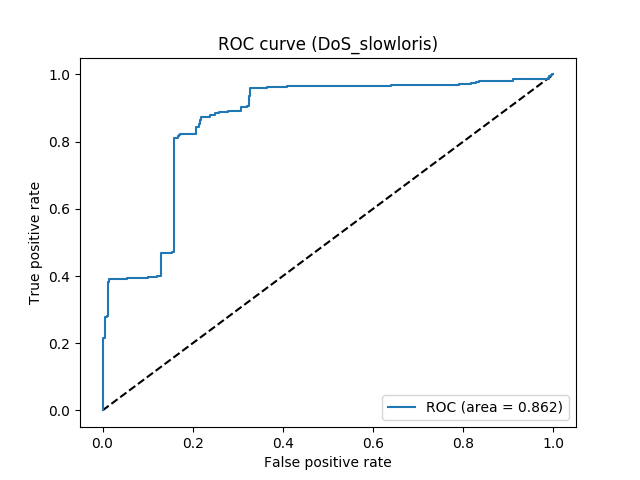 ROC curve (DoS_slowloris)
True positive rate
1.0
0.8
0.6
0.4
0.2
0.0
0.0 0.2 0.4 0.6 0.8 1.0
False positive rate
ROC (area = 0.862)